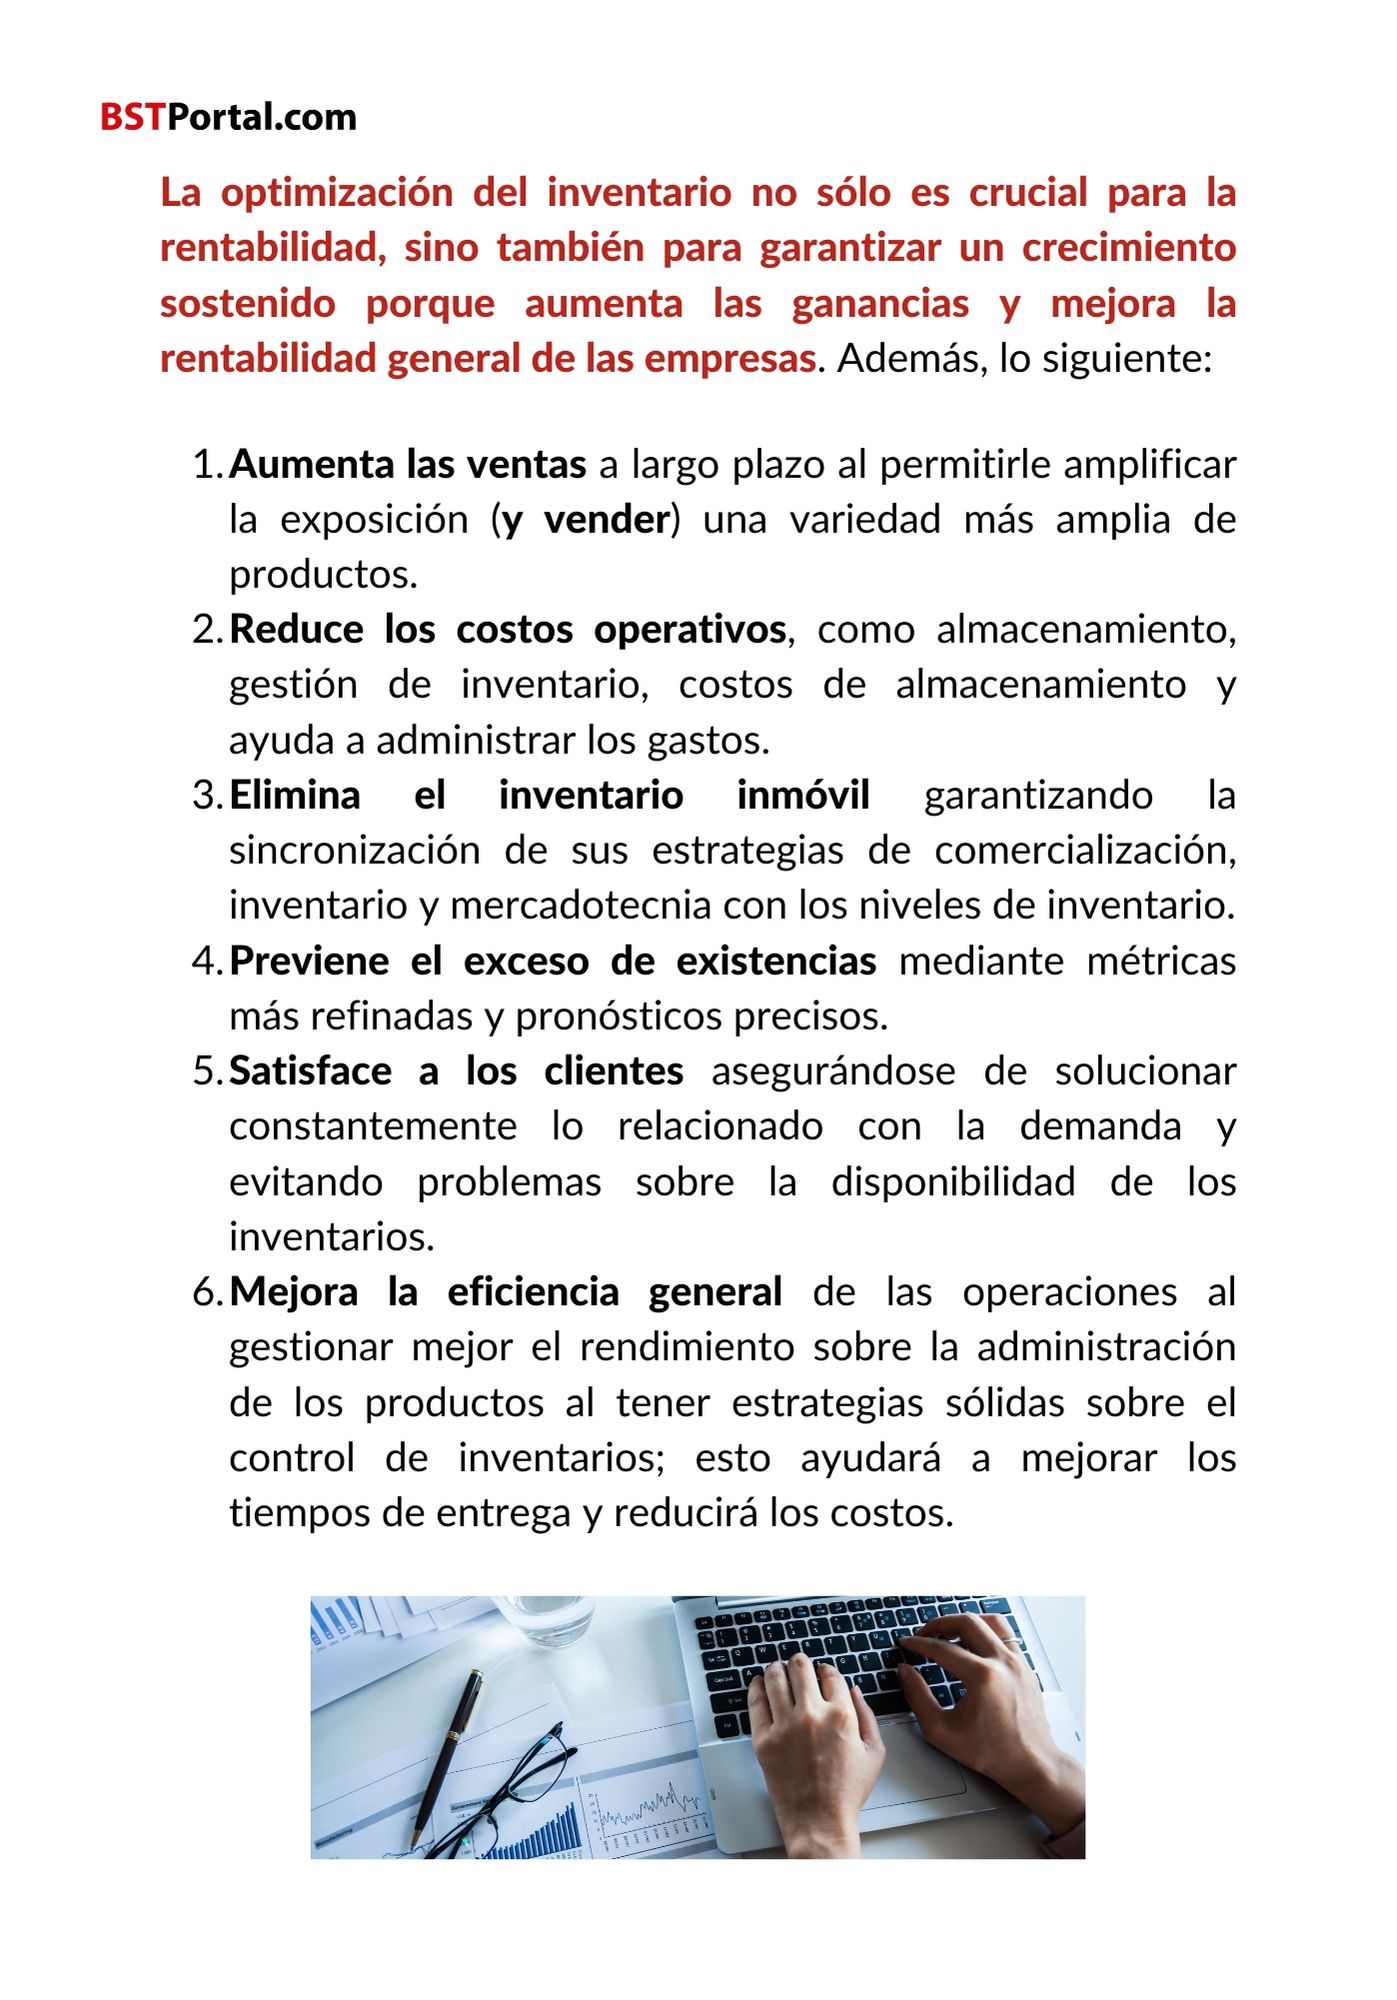 BSTPortal.com
La optimización del inventario no sólo es crucial para la
rentabilidad, sino también para garantizar un crecimiento
sostenido porque aumenta las ganancias y mejora la
rentabilidad general de las empresas. Además, lo siguiente:
1. Aumenta las ventas a largo plazo al permitirle amplificar
la exposición (y vender) una variedad más amplia de
productos.
2. Reduce los costos operativos, como almacenamiento,
gestión de inventario, costos de almacenamiento y
ayuda a administrar los gastos.
3. Elimina el inventario inmóvil garantizando la
sincronización de sus estrategias de comercialización,
inventario y mercadotecnia con los niveles de inventario.
4. Previene el exceso de existencias mediante métricas
más refinadas y pronósticos precisos.
5. Satisface a los clientes asegurándose de solucionar
constantemente lo relacionado con la demanda y
evitando problemas sobre la disponibilidad de los
inventarios.
6. Mejora la eficiencia general de las operaciones al
gestionar mejor el rendimiento sobre la administración
de los productos al tener estrategias sólidas sobre el
control de inventarios; esto ayudará a mejorar los
tiempos de entrega y reducirá los costos.